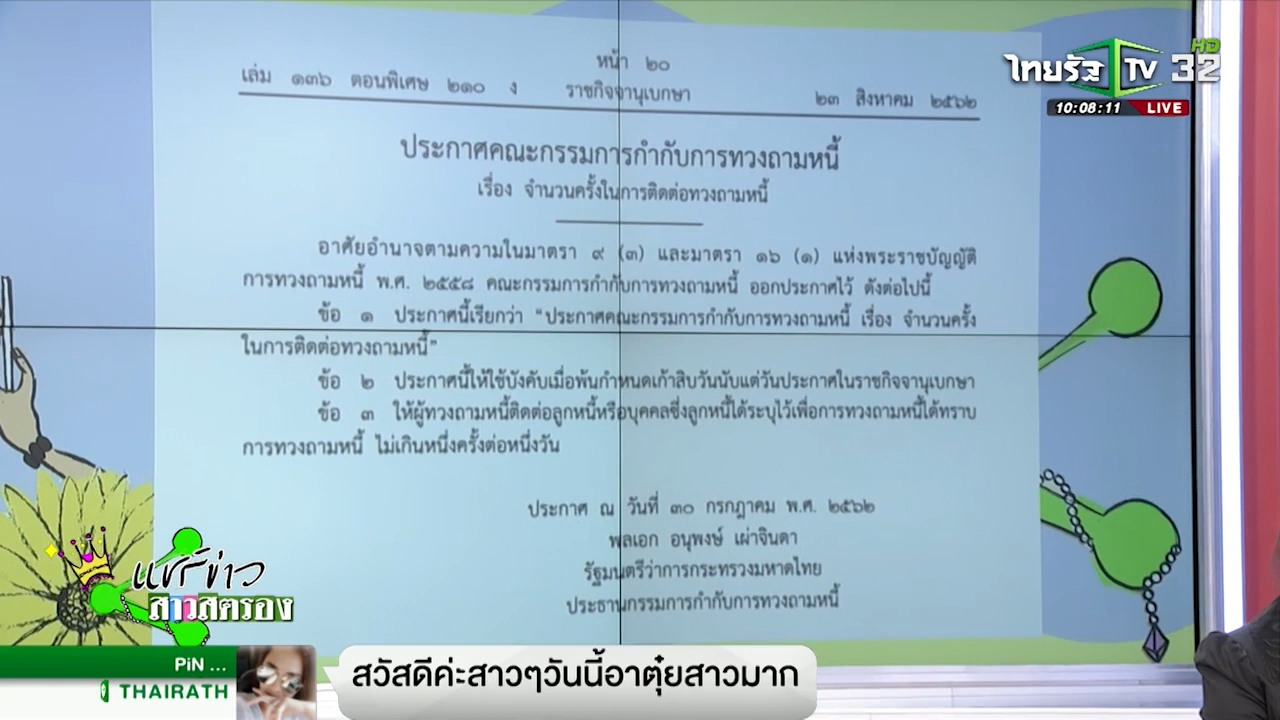 หน้า ๒๐
เล่ม ๑๓๖ ตอนพิเศษ ๒๑๐ ง ราชกิจจานุเบกษา ๒๓ สิงหาคม ๒๕๖๒
ประกาศคณะกรรมการกำกับการทวงถามหนี้
เรื่อง จำนวนครั้งในการติดต่อทวงถามหนี้
อาศัยอำนาจตามความในมาตรา ๙ (๓) และมาตรา ๑๖ (๑) แห่งพระราชบัญญัติ
การทวงถามหนี้ พ.ศ. ๒๕๕๘ คณะกรรมการกำกับการทวงถามหนี้ ออกประกาศไว้ ดังต่อไปนี้
ข้อ ๑ ประกาศนี้เรียกว่า “ประกาศคณะกรรมการกำกับการทวงถามหนี้ เรื่อง จำนวนครั้ง
ในการติดต่อทวงถามหนี้”
ข้อ ๒ ประกาศนี้ให้ใช้บังคับเมื่อพ้นกำหนดเก้าสิบวันนับแต่วันประกาศในราชกิจจานุเบกษา
ข้อ ๓ ให้ผู้ทวงถามหนี้ติดต่อลูกหนี้หรือบุคคลซึ่งลูกหนี้ได้ระบุไว้เพื่อการทวงถามหนี้ได้ทราบ
การทวงถามหนี้ ไม่เกินหนึ่งครั้งต่อหนึ่งวัน
ประกาศ ณ วันที่ ๓๐ กรกฎาคม พ.ศ. ๒๕๖๒
พลเอก อนุพงษ์ เผ่าจินดา
รัฐมนตรีว่าการกระทรวงมหาดไทย
ประธานกรรมการกำกับการทวงถามหนี้
ไทยรัฐ TV 32 HD
10:08:11 LIVE
แชร์ข่าว
สาวสตรอง
PiN ...
THAIRATH
สวัสดีค่ะสาวๆวันนี้อาตุ๋ยสาวมาก